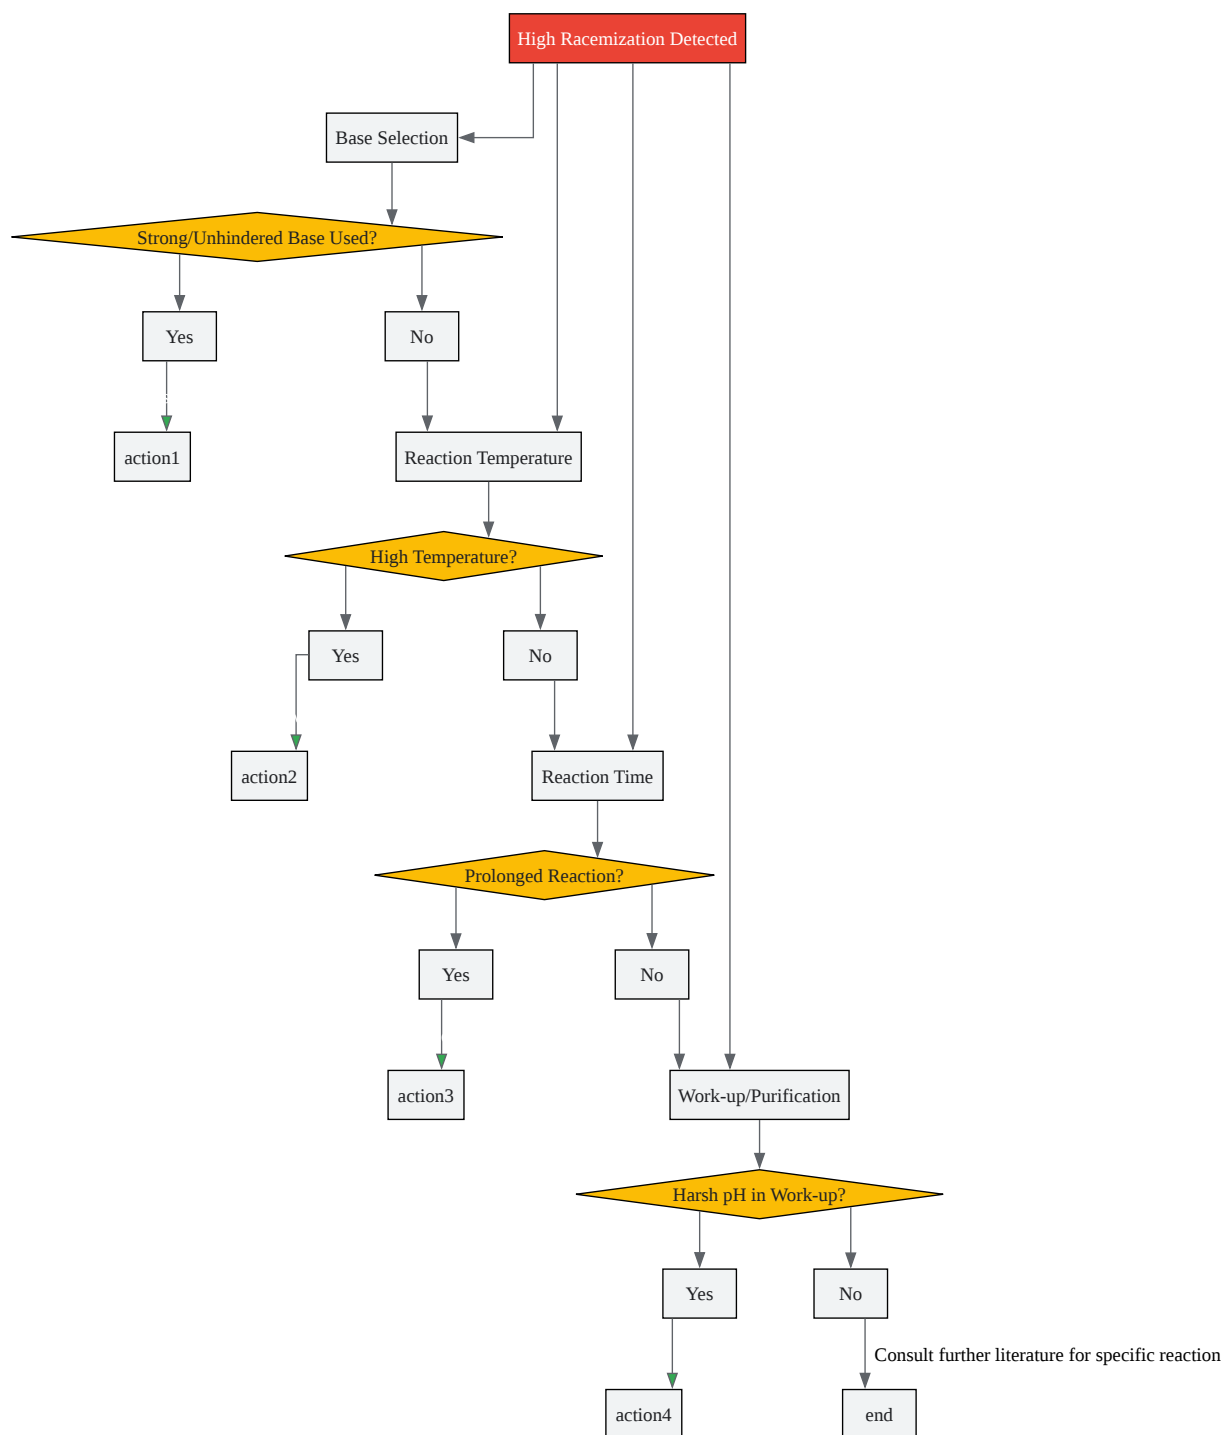 High Racemization Detected
Base Selection
Strong/Unhindered Base Used?
Yes
No
action1
Reaction Temperature
High Temperature?
Yes
No
action2
Reaction Time
Prolonged Reaction?
Yes
No
action3
Work-up/Purification
Harsh pH in Work-up?
Yes
No
Consult further literature for specific reaction
action4
end